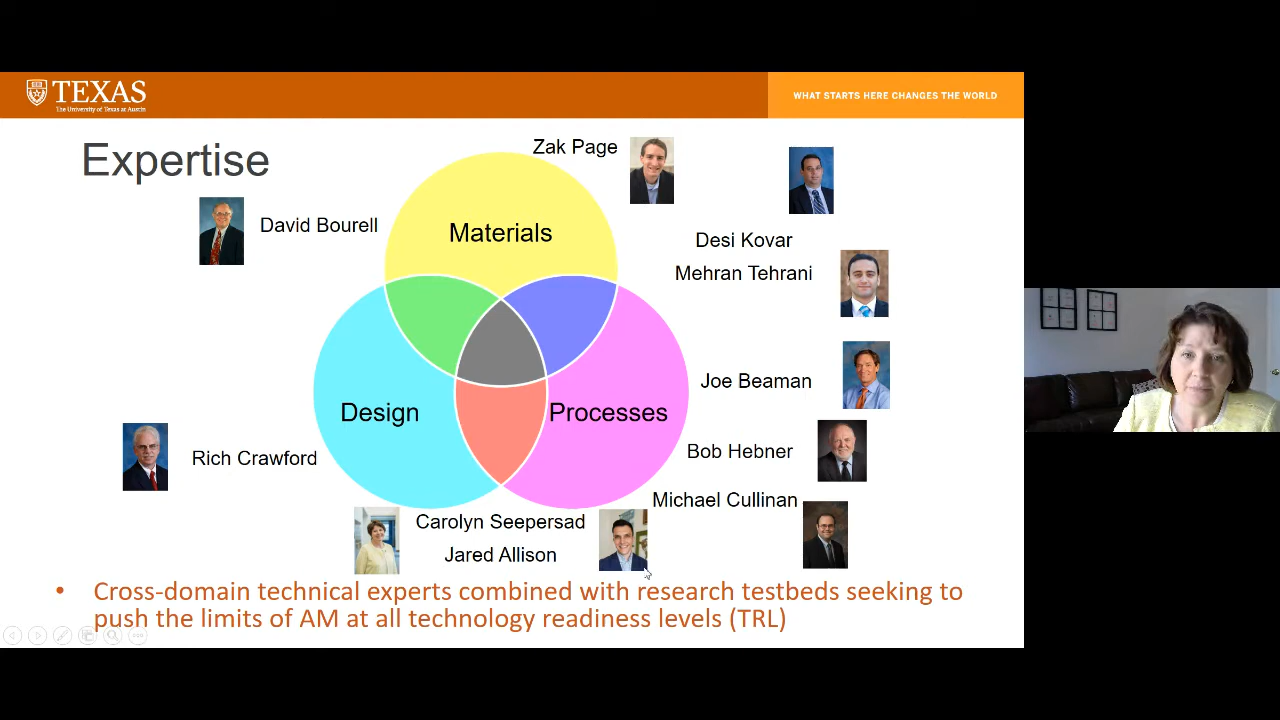 TEXAS
The University of Texas at Austin
WHAT STARTS HERE CHANGES THE WORLD
Expertise
Zak Page
David Bourell
Materials
Desi Kovar
Mehran Tehrani
Joe Beaman
Design
Processes
Bob Hebner
Rich Crawford
Michael Cullinan
Carolyn Seepersad
Jared Allison
• Cross-domain technical experts combined with research testbeds seeking to
push the limits of AM at all technology readiness levels (TRL)